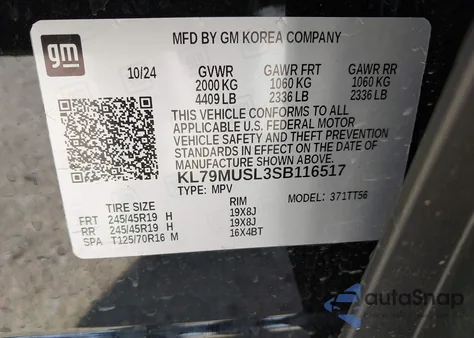 gm
MFD BY GM KOREA COMPANY
10/24 GVWR GAWR FRT GAWR RR
2000 KG 1060 KG 1060 KG
4409 LB 2336 LB 2336 LB
THIS VEHICLE CONFORMS TO ALL
APPLICABLE U.S. FEDERAL MOTOR
VEHICLE SAFETY AND THEFT PREVENTION
STANDARDS IN EFFECT ON THE DATE OF
MANUFACTURE SHOWN ABOVE.
KL79MUSL3SB116517
TYPE: MPV MODEL: 371TT56
TIRE SIZE RIM
FRT 245/45R19 H 19X8J
RR 245/45R19 H 19X8J
SPA T125/70R16 M 16X4BT
autoSnap